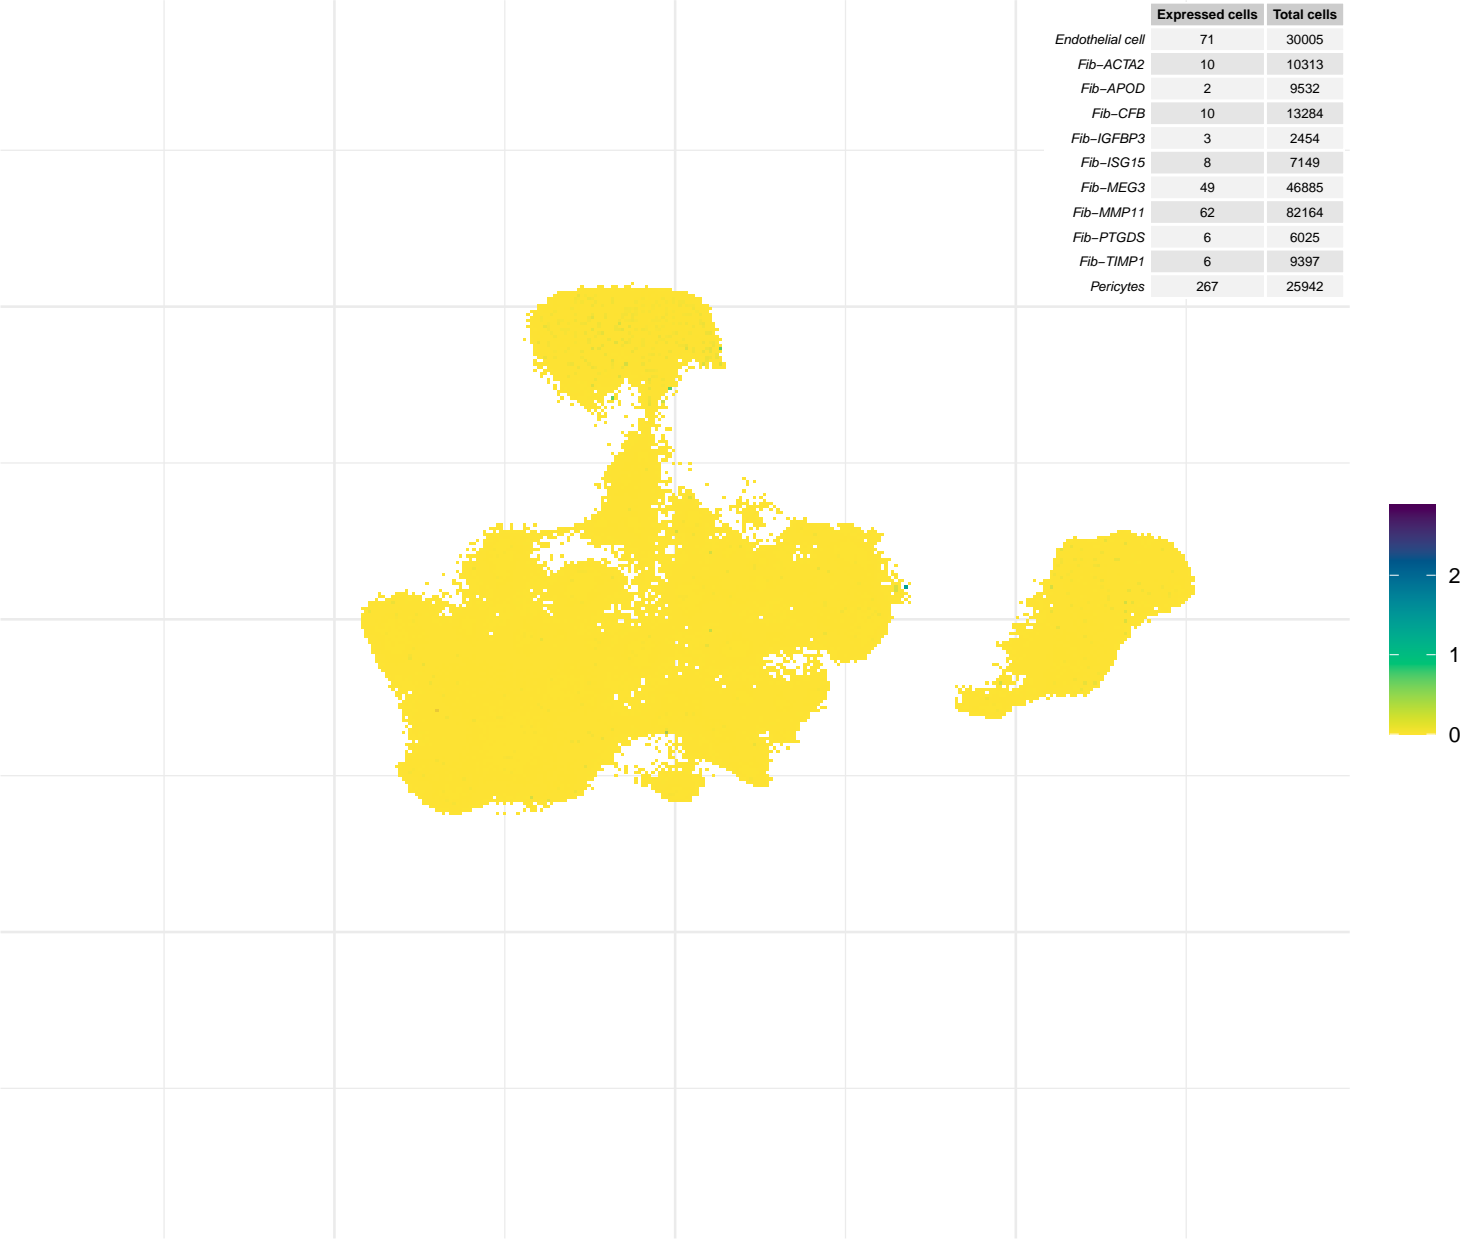 Expressed cells Total cells
Endothelial cell 71 30005
Fib−ACTA2 10 10313
Fib−APOD 2 9532
Fib−CFB 10 13284
Fib−IGFBP3 3 2454
Fib−ISG15 8 7149
Fib−MEG3 49 46885
Fib−MMP11 62 82164
Fib−PTGDS 6 6025
Fib−TIMP1 6 9397
Pericytes 267 25942
2
1
0